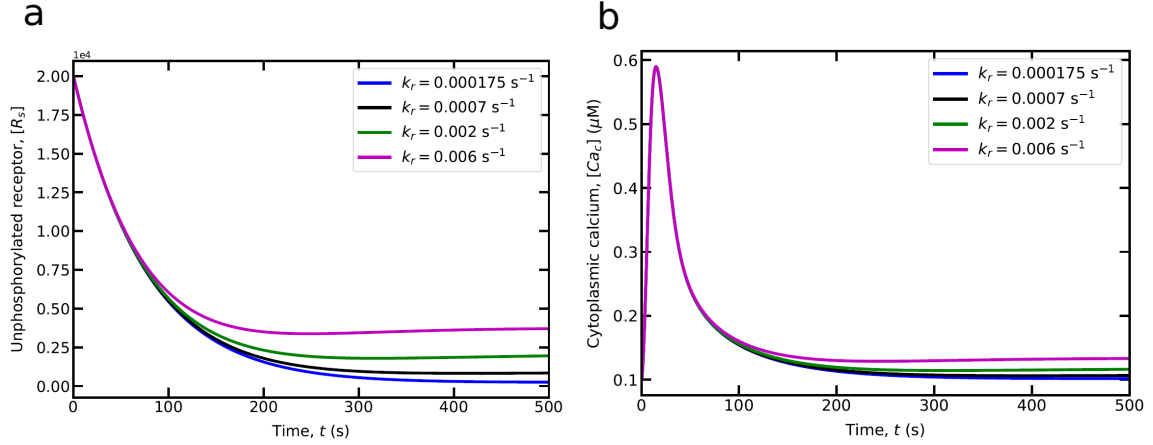 a
1e4
Unphosphorylated receptor, [R_s]
2.00
1.75
1.50
1.25
1.00
0.75
0.50
0.25
0.00
k_r = 0.000175 s⁻¹
k_r = 0.0007 s⁻¹
k_r = 0.002 s⁻¹
k_r = 0.006 s⁻¹
0 100 200 300 400 500
Time, t (s)
b
Cytoplasmic calcium, [Ca_c] (μM)
0.6
0.5
0.4
0.3
0.2
0.1
k_r = 0.000175 s⁻¹
k_r = 0.0007 s⁻¹
k_r = 0.002 s⁻¹
k_r = 0.006 s⁻¹
0 100 200 300 400 500
Time, t (s)